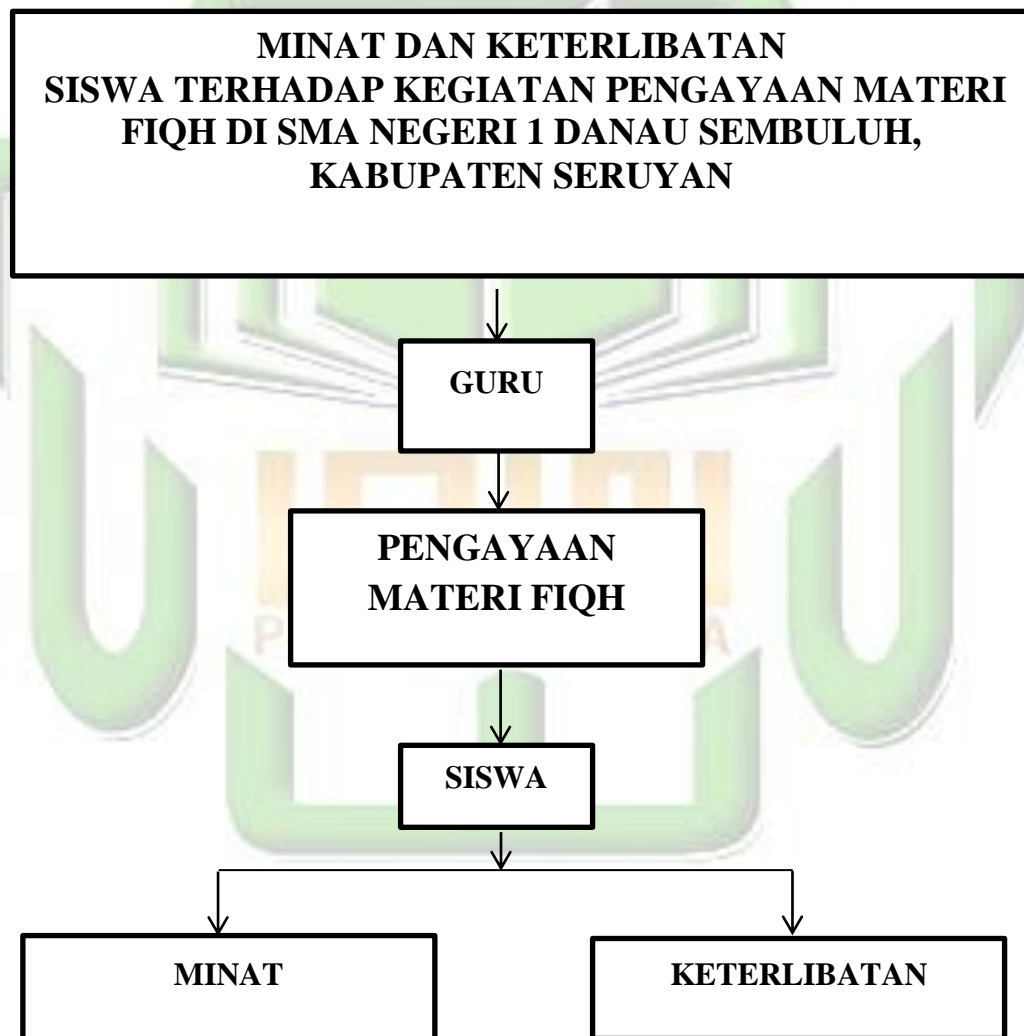 MINAT DAN KETERLIBATAN
SISWA TERHADAP KEGIATAN PENGAYAAN MATERI
FIQH DI SMA NEGERI 1 DANAU SEMBULUH,
KABUPATEN SERUYAN
GURU
PENGAYAAN
MATERI FIQH
SISWA
MINAT
KETERLIBATAN